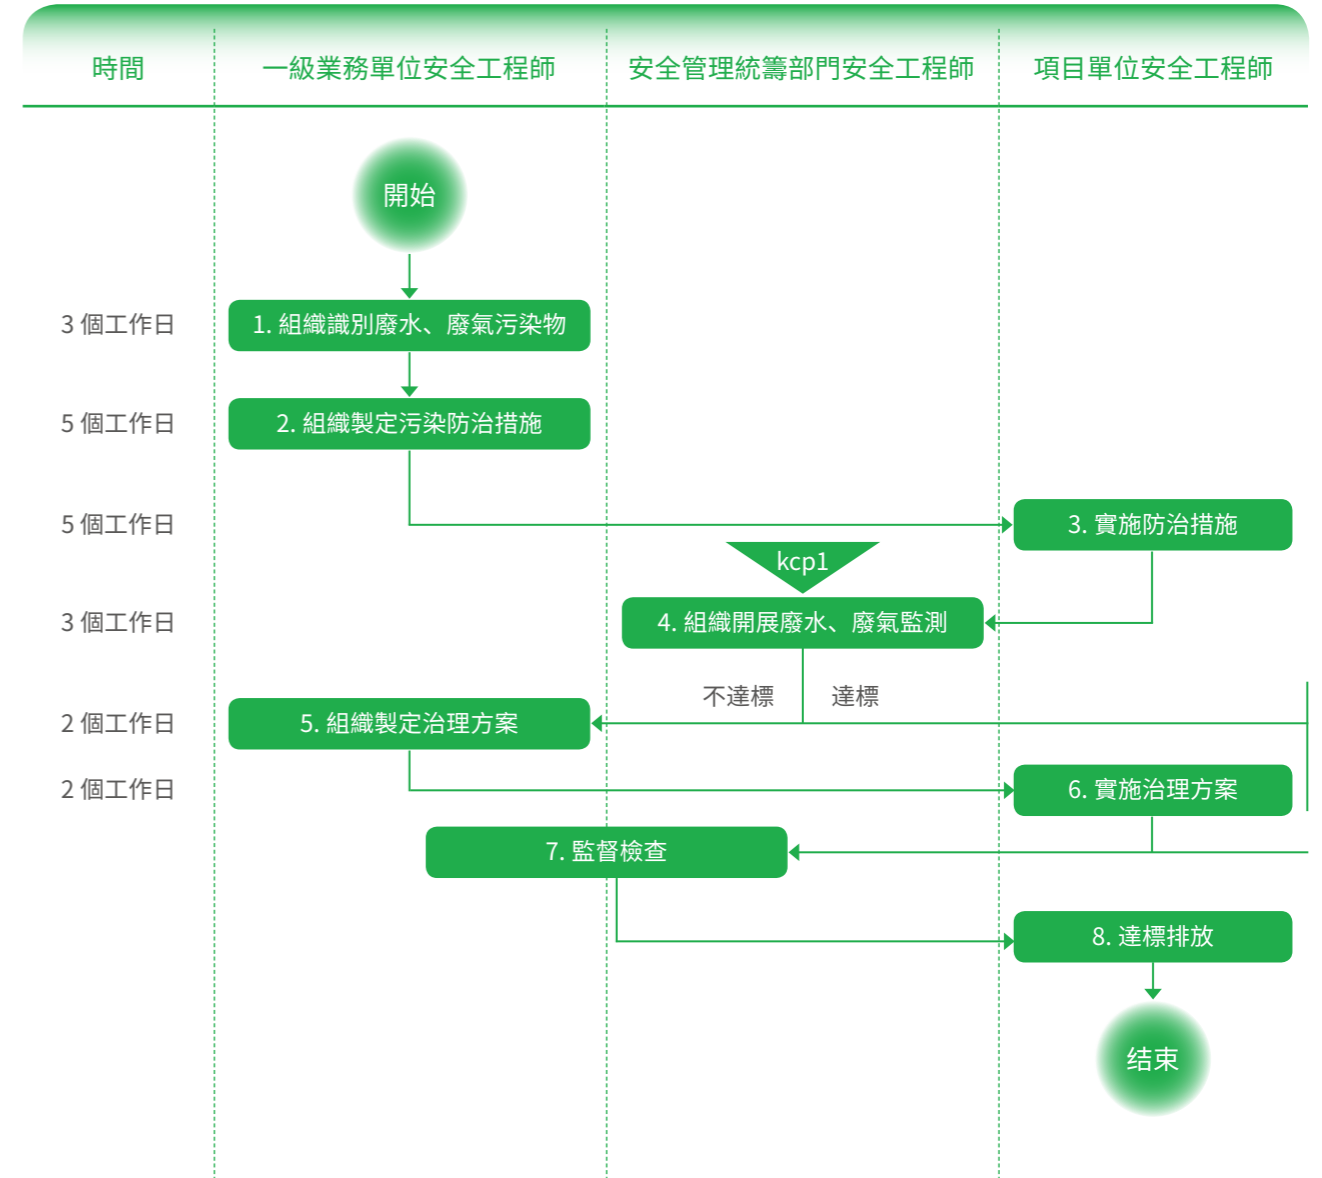 時間
一級業務單位安全工程師
安全管理統籌部門安全工程師
項目單位安全工程師
開始
3 個工作日
1. 組織識別廢水、廢氣污染物
5 個工作日
2. 組織製定污染防治措施
5 個工作日
3. 實施防治措施
kcp1
3 個工作日
4. 組織開展廢水、廢氣監測
不達標
達標
2 個工作日
5. 組織製定治理方案
2 個工作日
6. 實施治理方案
7. 監督檢查
8. 達標排放
结束